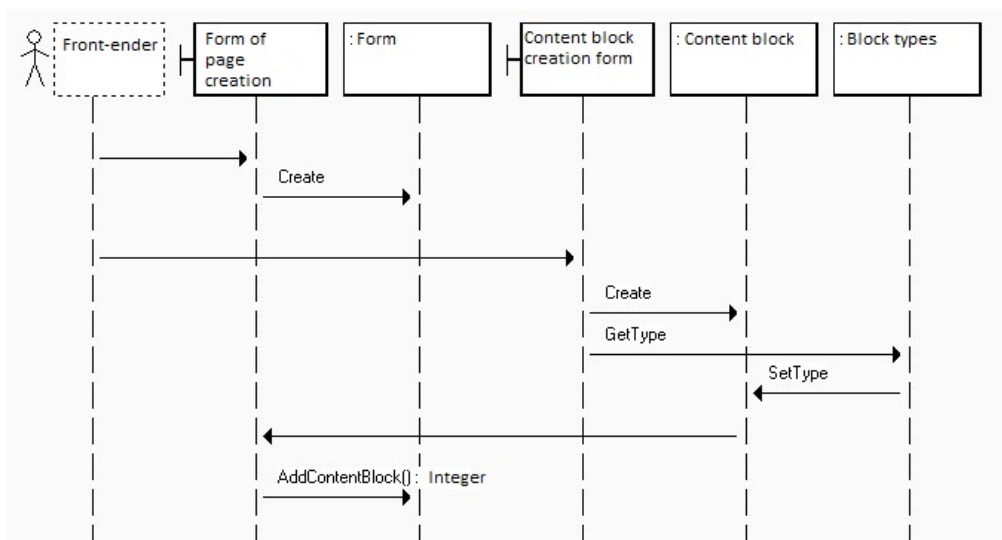 Front-ender
Form of
page
creation
: Form
Content block
creation form
: Content block
: Block types
Create
Create
GetType
SetType
AddContentBlock() : Integer